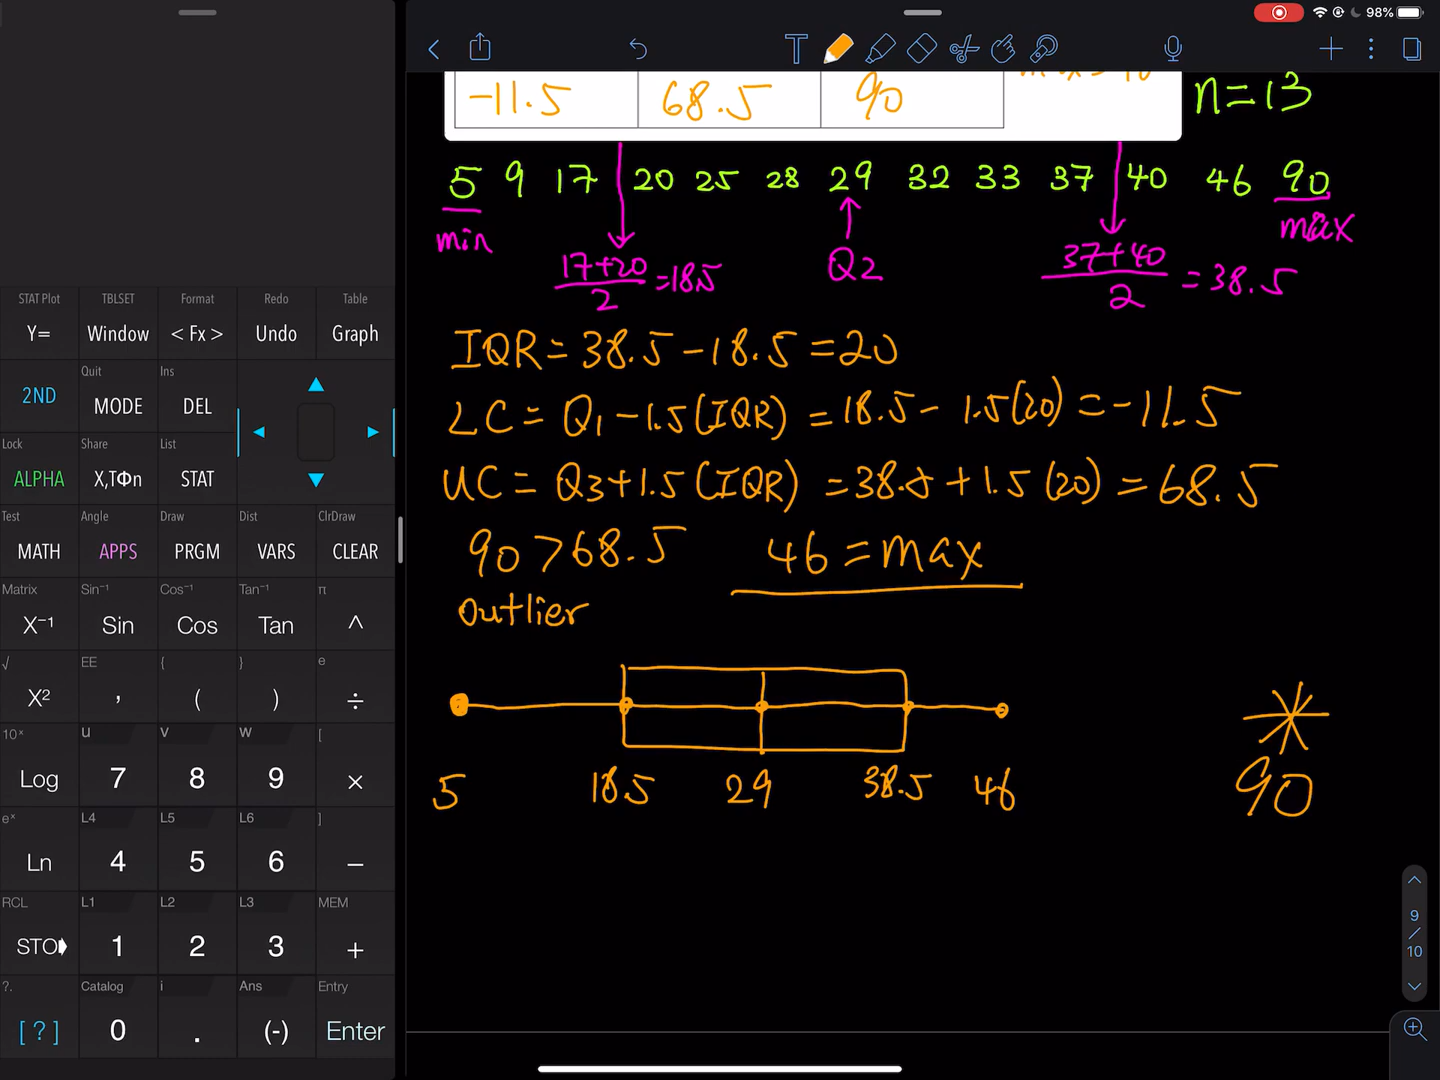 98%
-11.5 68.5 90
n=13
5 9 17 20 25 28 29 32 33 37 40 46 90
min Q2 max
17+20/2=18.5
37+40/2=38.5
IQR=38.5-18.5=20
LC=Q1-1.5(IQR)=18.5-1.5(20)=-11.5
UC=Q3+1.5(IQR)=38.5+1.5(20)=68.5
90>68.5 46=max
outlier
5 18.5 29 38.5 46 90
9
/
10
STAT Plot TBLSET Format Redo Table
Y= Window < Fx > Undo Graph
Quit Ins
2ND MODE DEL
Lock Share List
ALPHA X,TΦn STAT
Test Angle Draw Dist ClrDraw
MATH APPS PRGM VARS CLEAR
Matrix Sin⁻¹ Cos⁻¹ Tan⁻¹ π
X⁻¹ Sin Cos Tan ^
√ EE { } e
X² , ( ) ÷
10ˣ u v w [
Log 7 8 9 ×
eˣ L4 L5 L6 ]
Ln 4 5 6 −
RCL L1 L2 L3 MEM
STO 1 2 3 +
?. Catalog i Ans Entry
[ ? ] 0 . (-) Enter